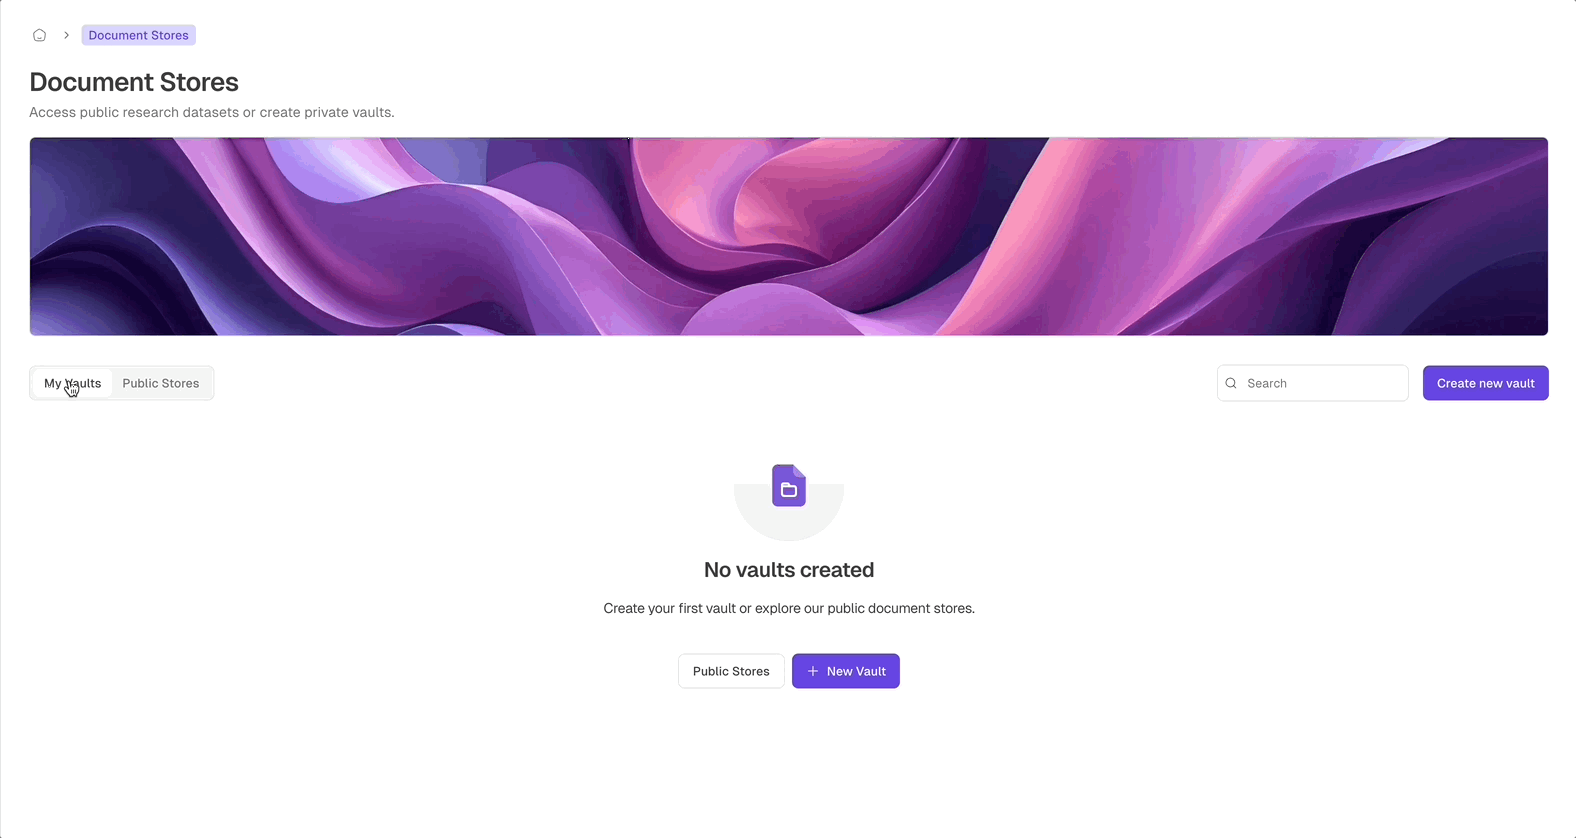 Document Stores
Document Stores
Access public research datasets or create private vaults.
My Vaults
Public Stores
Search
Create new vault
No vaults created
Create your first vault or explore our public document stores.
Public Stores
New Vault